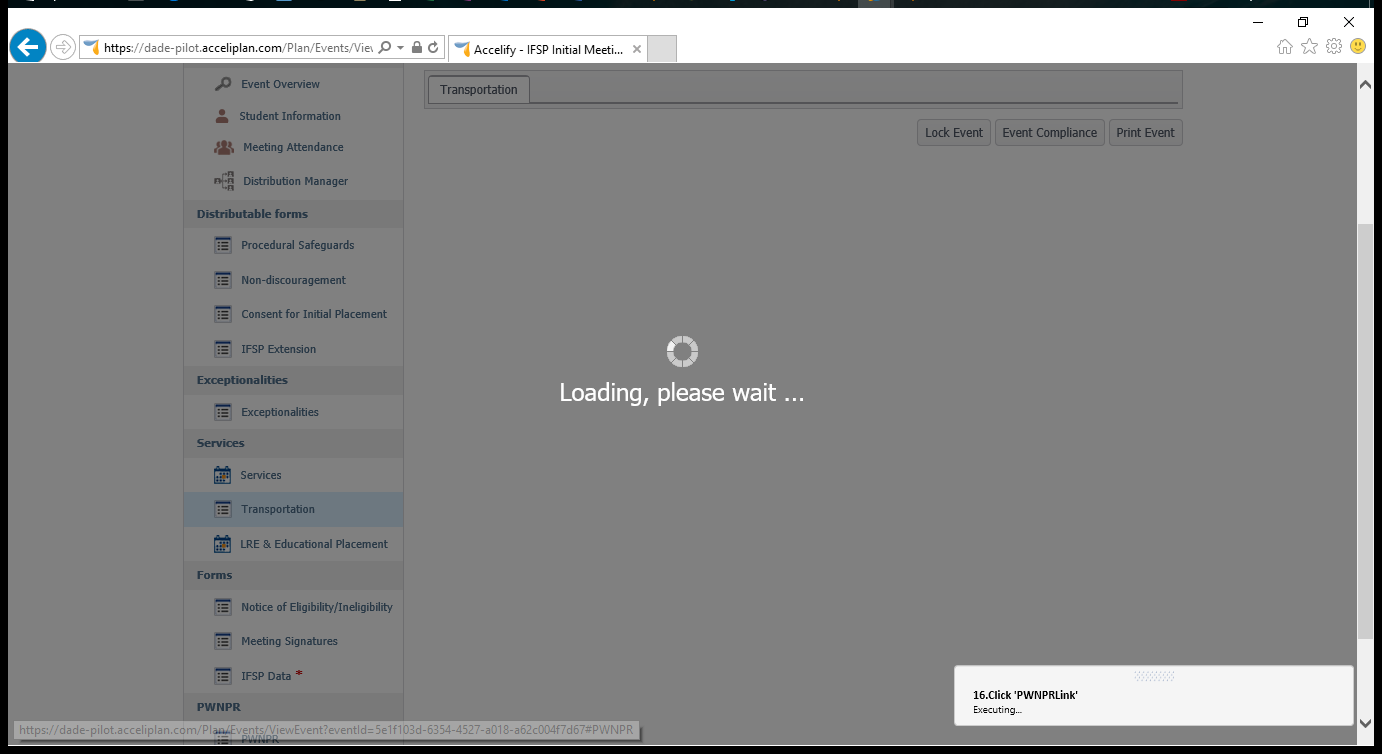 https://dade-pilot.acceliplan.com/Plan/Events/View
Accelify - IFSP Initial Meeti...
Event Overview
Student Information
Meeting Attendance
Distribution Manager
Distributable forms
Procedural Safeguards
Non-discouragement
Consent for Initial Placement
IFSP Extension
Exceptionalities
Exceptionalities
Services
Services
Transportation
LRE & Educational Placement
Forms
Notice of Eligibility/Ineligibility
Meeting Signatures
IFSP Data *
PWNPR
PWNPR
Transportation
Lock Event Event Compliance Print Event
Loading, please wait ...
16.Click 'PWNPRLink'
Executing...
https://dade-pilot.acceliplan.com/Plan/Events/ViewEvent?eventId=5e1f103d-6354-4527-a018-a62c004f7d67#PWNPR